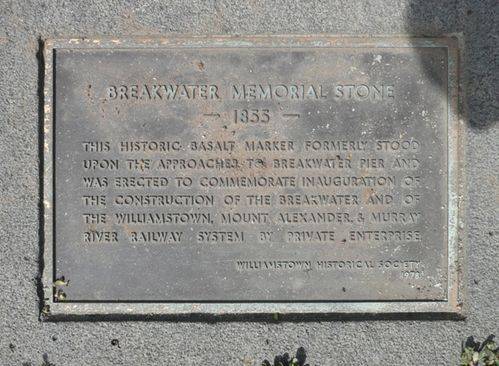 BREAKWATER MEMORIAL STONE
— 1855 —
THIS HISTORIC BASALT MARKER FORMERLY STOOD
UPON THE APPROACHES TO BREAKWATER PIER AND
WAS ERECTED TO COMMEMORATE INAUGURATION OF
THE CONSTRUCTION OF THE BREAKWATER AND OF
THE WILLIAMSTOWN, MOUNT ALEXANDER, & MURRAY
RIVER RAILWAY SYSTEM BY PRIVATE ENTERPRISE.
WILLIAMSTOWN HISTORICAL SOCIETY.
1978